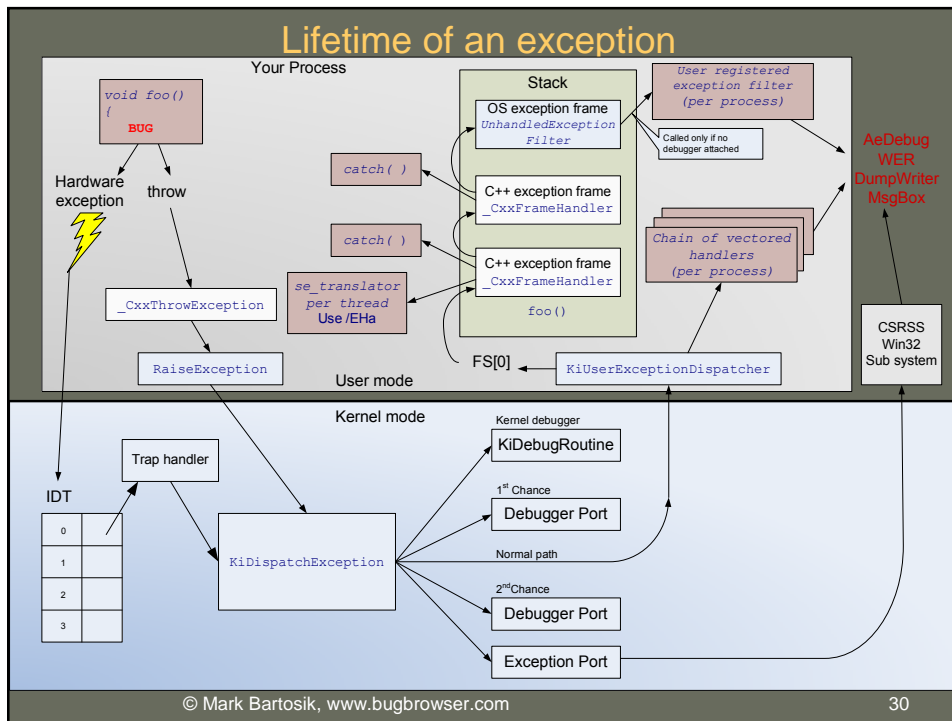 Lifetime of an exception
Your Process
void foo()
{
BUG
Hardware
exception
throw
_CxxThrowException
RaiseException
catch( )
catch( )
se_translator
per thread
Use /EHa
Stack
OS exception frame
UnhandledException
Filter
C++ exception frame
_CxxFrameHandler
C++ exception frame
_CxxFrameHandler
foo()
FS[0]
KiUserExceptionDispatcher
User registered
exception filter
(per process)
Called only if no
debugger attached
Chain of vectored
handlers
(per process)
AeDebug
WER
DumpWriter
MsgBox
CSRSS
Win32
Sub system
User mode
Kernel mode
Trap handler
IDT
0
1
2
3
KiDispatchException
Kernel debugger
KiDebugRoutine
1st Chance
Debugger Port
Normal path
2ndChance
Debugger Port
Exception Port
© Mark Bartosik, www.bugbrowser.com
30